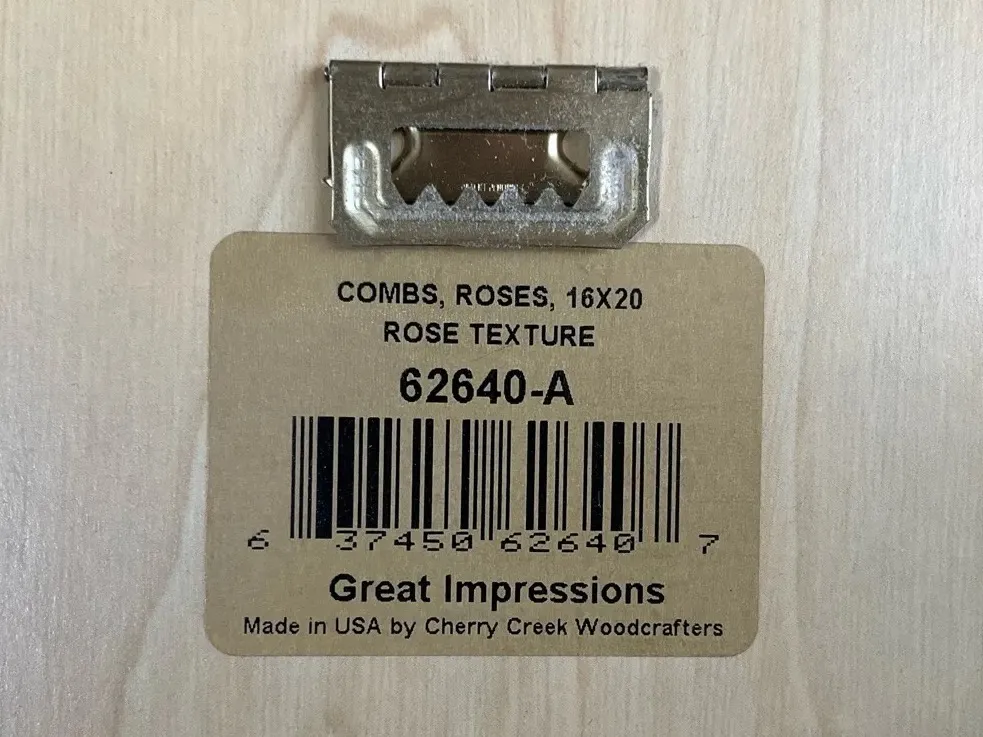 COMBS, ROSES, 16X20
ROSE TEXTURE
62640-A
6 37450 62640 7
Great Impressions
Made in USA by Cherry Creek Woodcrafters